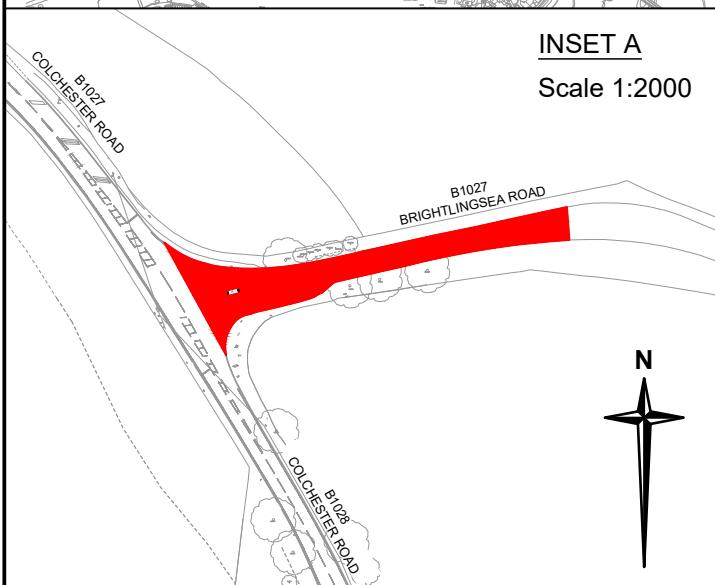 INSET A
Scale 1:2000
B1027
COLCHESTER ROAD
B1027
BRIGHTLINGSEA ROAD
N
B1028
COLCHESTER ROAD